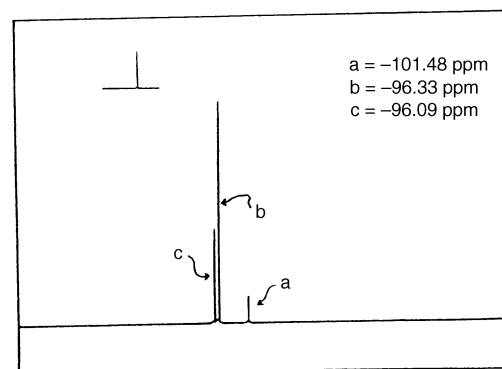 a = –101.48 ppm
b = –96.33 ppm
c = –96.09 ppm
b
c
a